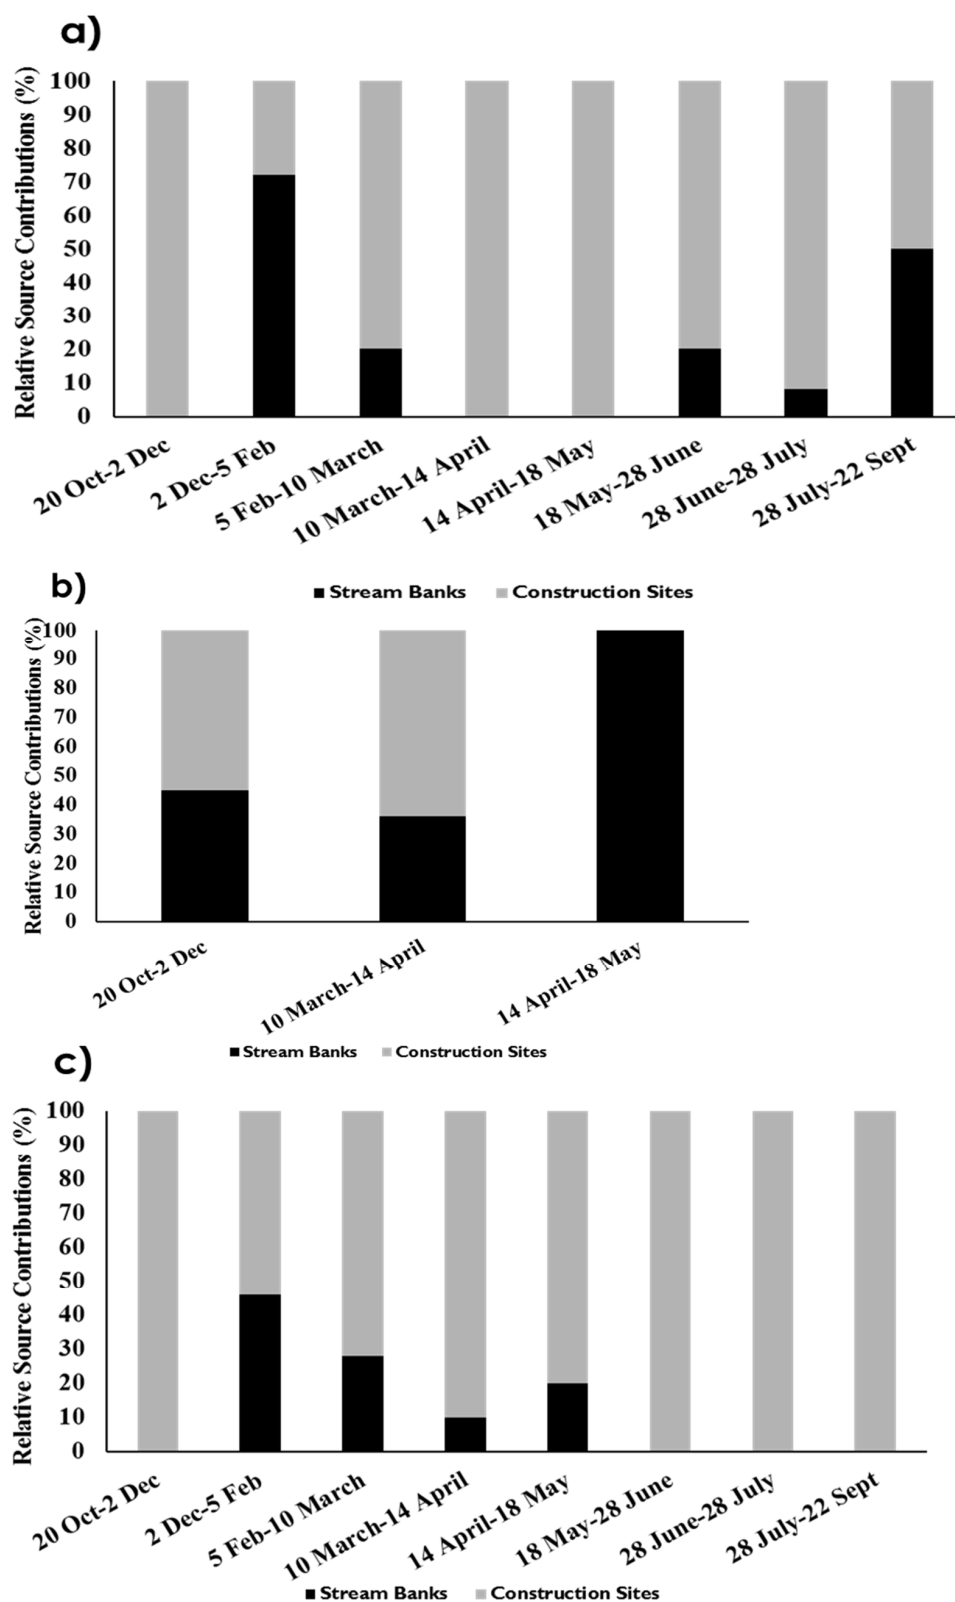 a)
Relative Source Contributions (%)
100
90
80
70
60
50
40
30
20
10
0
20 Oct-2 Dec
2 Dec-5 Feb
5 Feb-10 March
10 March-14 April
14 April-18 May
18 May-28 June
28 June-28 July
28 July-22 Sept
Stream Banks Construction Sites
b)
Relative Source Contributions (%)
100
90
80
70
60
50
40
30
20
10
0
20 Oct-2 Dec
10 March-14 April
14 April-18 May
Stream Banks Construction Sites
c)
Relative Source Contributions (%)
100
90
80
70
60
50
40
30
20
10
0
20 Oct-2 Dec
2 Dec-5 Feb
5 Feb-10 March
10 March-14 April
14 April-18 May
18 May-28 June
28 June-28 July
28 July-22 Sept
Stream Banks Construction Sites